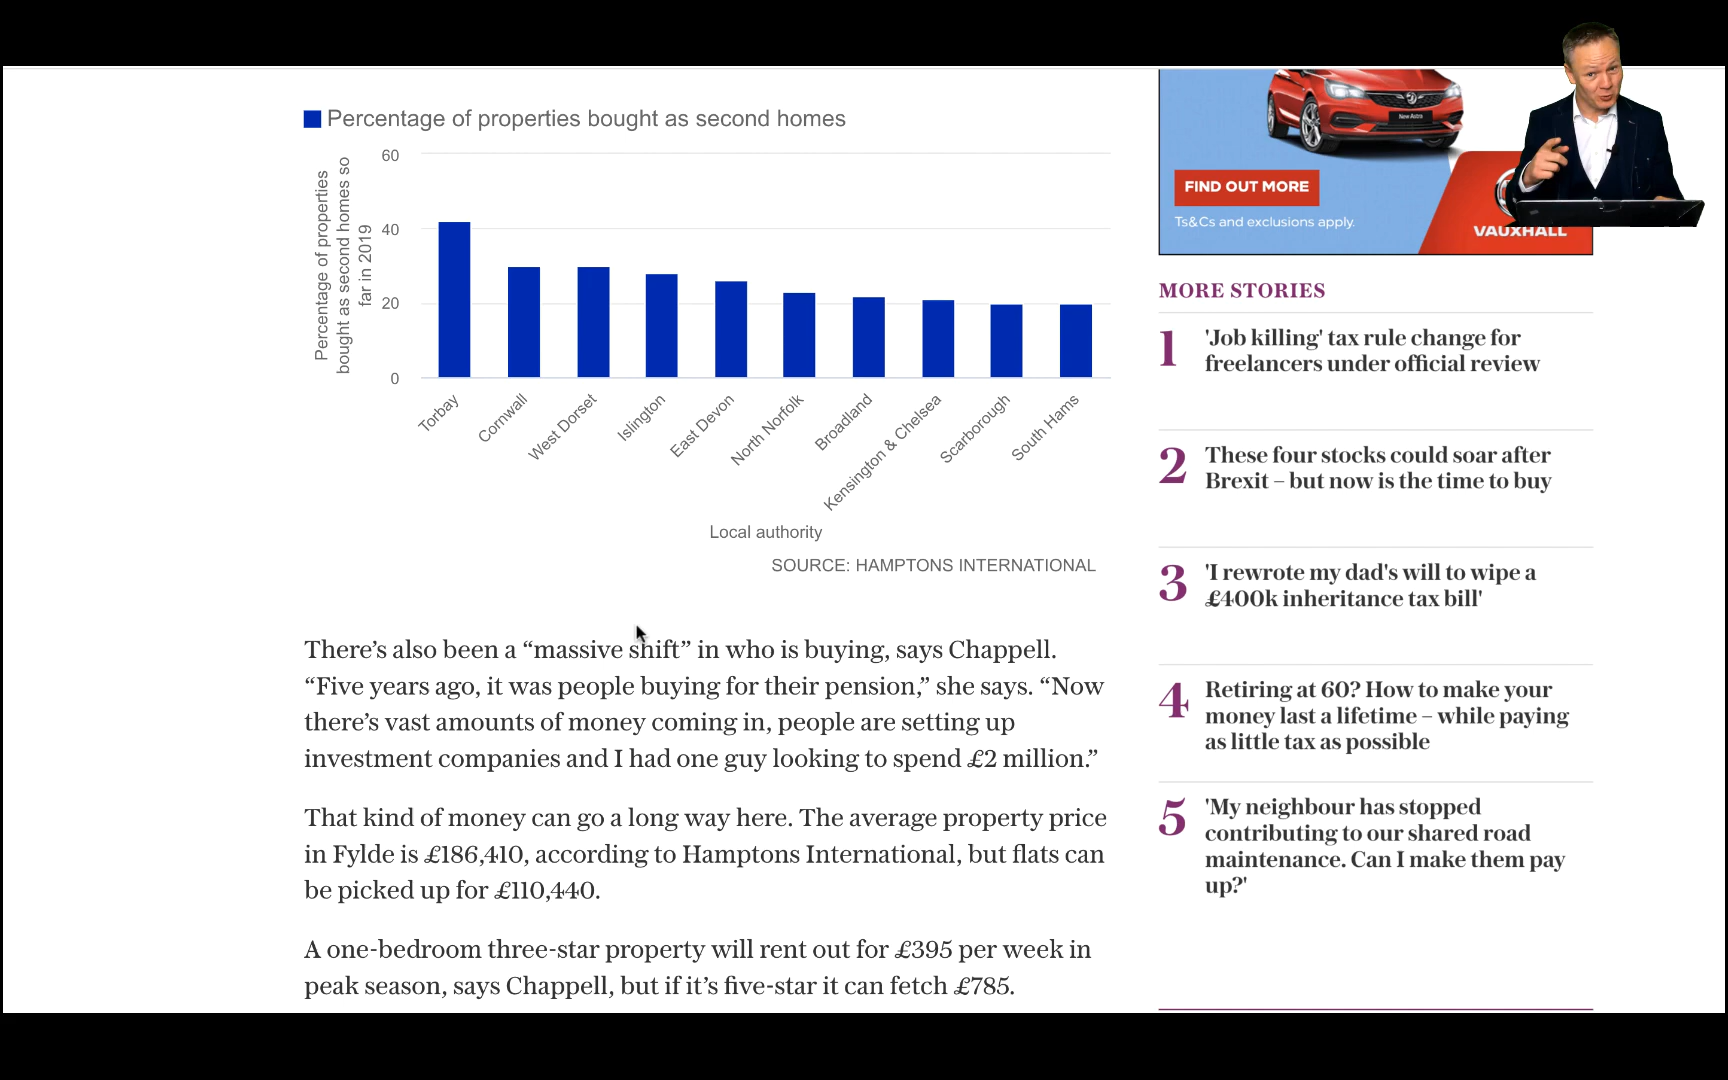 Percentage of properties bought as second homes
Percentage of properties
bought as second homes so
far in 2019
60
40
20
0
Torbay
Cornwall
West Dorset
Islington
East Devon
North Norfolk
Broadland
Kensington & Chelsea
Scarborough
South Hams
Local authority
SOURCE: HAMPTONS INTERNATIONAL
There’s also been a “massive shift” in who is buying, says Chappell.
“Five years ago, it was people buying for their pension,” she says. “Now
there’s vast amounts of money coming in, people are setting up
investment companies and I had one guy looking to spend £2 million.”
That kind of money can go a long way here. The average property price
in Fylde is £186,410, according to Hamptons International, but flats can
be picked up for £110,440.
A one-bedroom three-star property will rent out for £395 per week in
peak season, says Chappell, but if it’s five-star it can fetch £785.
New Astra
FIND OUT MORE
Ts&Cs and exclusions apply.
VAUXHALL
MORE STORIES
1
'Job killing' tax rule change for
freelancers under official review
2
These four stocks could soar after
Brexit – but now is the time to buy
3
'I rewrote my dad's will to wipe a
£400k inheritance tax bill'
4
Retiring at 60? How to make your
money last a lifetime – while paying
as little tax as possible
5
'My neighbour has stopped
contributing to our shared road
maintenance. Can I make them pay
up?'